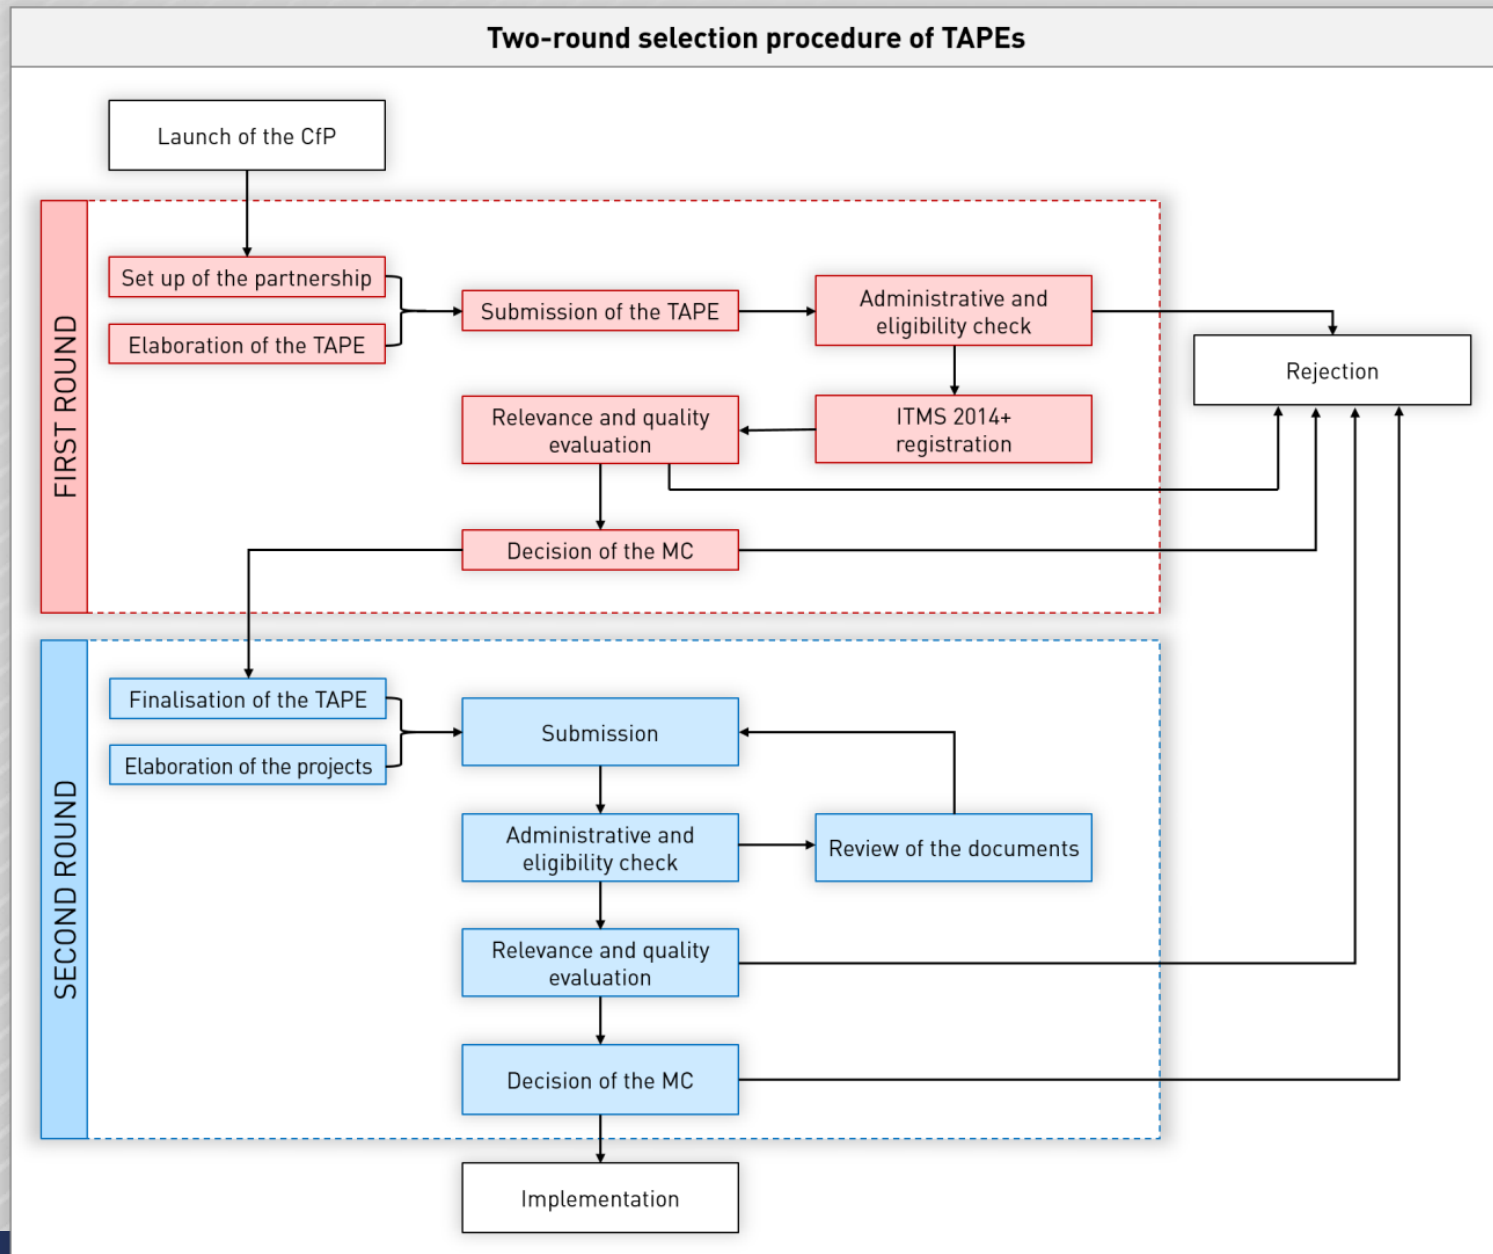 Two-round selection procedure of TAPEs
Launch of the CfP
FIRST ROUND
Set up of the partnership
Elaboration of the TAPE
Submission of the TAPE
Administrative and
eligibility check
Rejection
Relevance and quality
evaluation
ITMS 2014+
registration
Decision of the MC
SECOND ROUND
Finalisation of the TAPE
Elaboration of the projects
Submission
Administrative and
eligibility check
Review of the documents
Relevance and quality
evaluation
Decision of the MC
Implementation